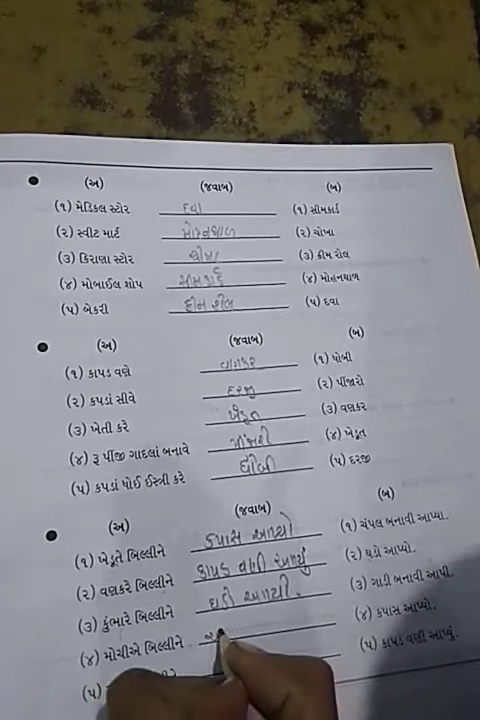 (અ) (જવાબ) (બ)
(૧) મેડિકલ સ્ટોર દવા (૧) સીમકાર્ડ
(૨) સ્વીટ માર્ટ મોહનથાળ (૨) ચોખા
(૩) કિરાણા સ્ટોર ચોખા (૩) ક્રીમ રોલ
(૪) મોબાઈલ શોપ સીમકાર્ડ (૪) મોહનથાળ
(૫) બેકરી ક્રીમ રોલ (૫) દવા
(અ) (જવાબ) (બ)
(૧) કાપડ વણે વણકર (૧) ધોબી
(૨) કપડાં સીવે દરજી (૨) પીંજારો
(૩) ખેતી કરે ખેડૂત (૩) વણકર
(૪) રૂ પીંજી ગાદલાં બનાવે (૪) ખેડૂત
(૫) કપડાં ધોઈ ઈસ્ત્રી કરે ધોબી (૫) દરજી
(અ) (જવાબ) (બ)
(૧) ખેડૂતે બિલ્લીને કપાસ આપ્યો (૧) ચંપલ બનાવી આપ્યા.
(૨) વણકરે બિલ્લીને કાપડ વણી આપ્યું (૨) ઘડો આપ્યો.
(૩) કુંભારે બિલ્લીને ઘડો આપ્યો. (૩) ગાડી બનાવી આપી.
(૪) મોચીએ બિલ્લીને (૪) કપાસ આપ્યો.
(૫) (૫) કાપડ વણી આપ્યું.